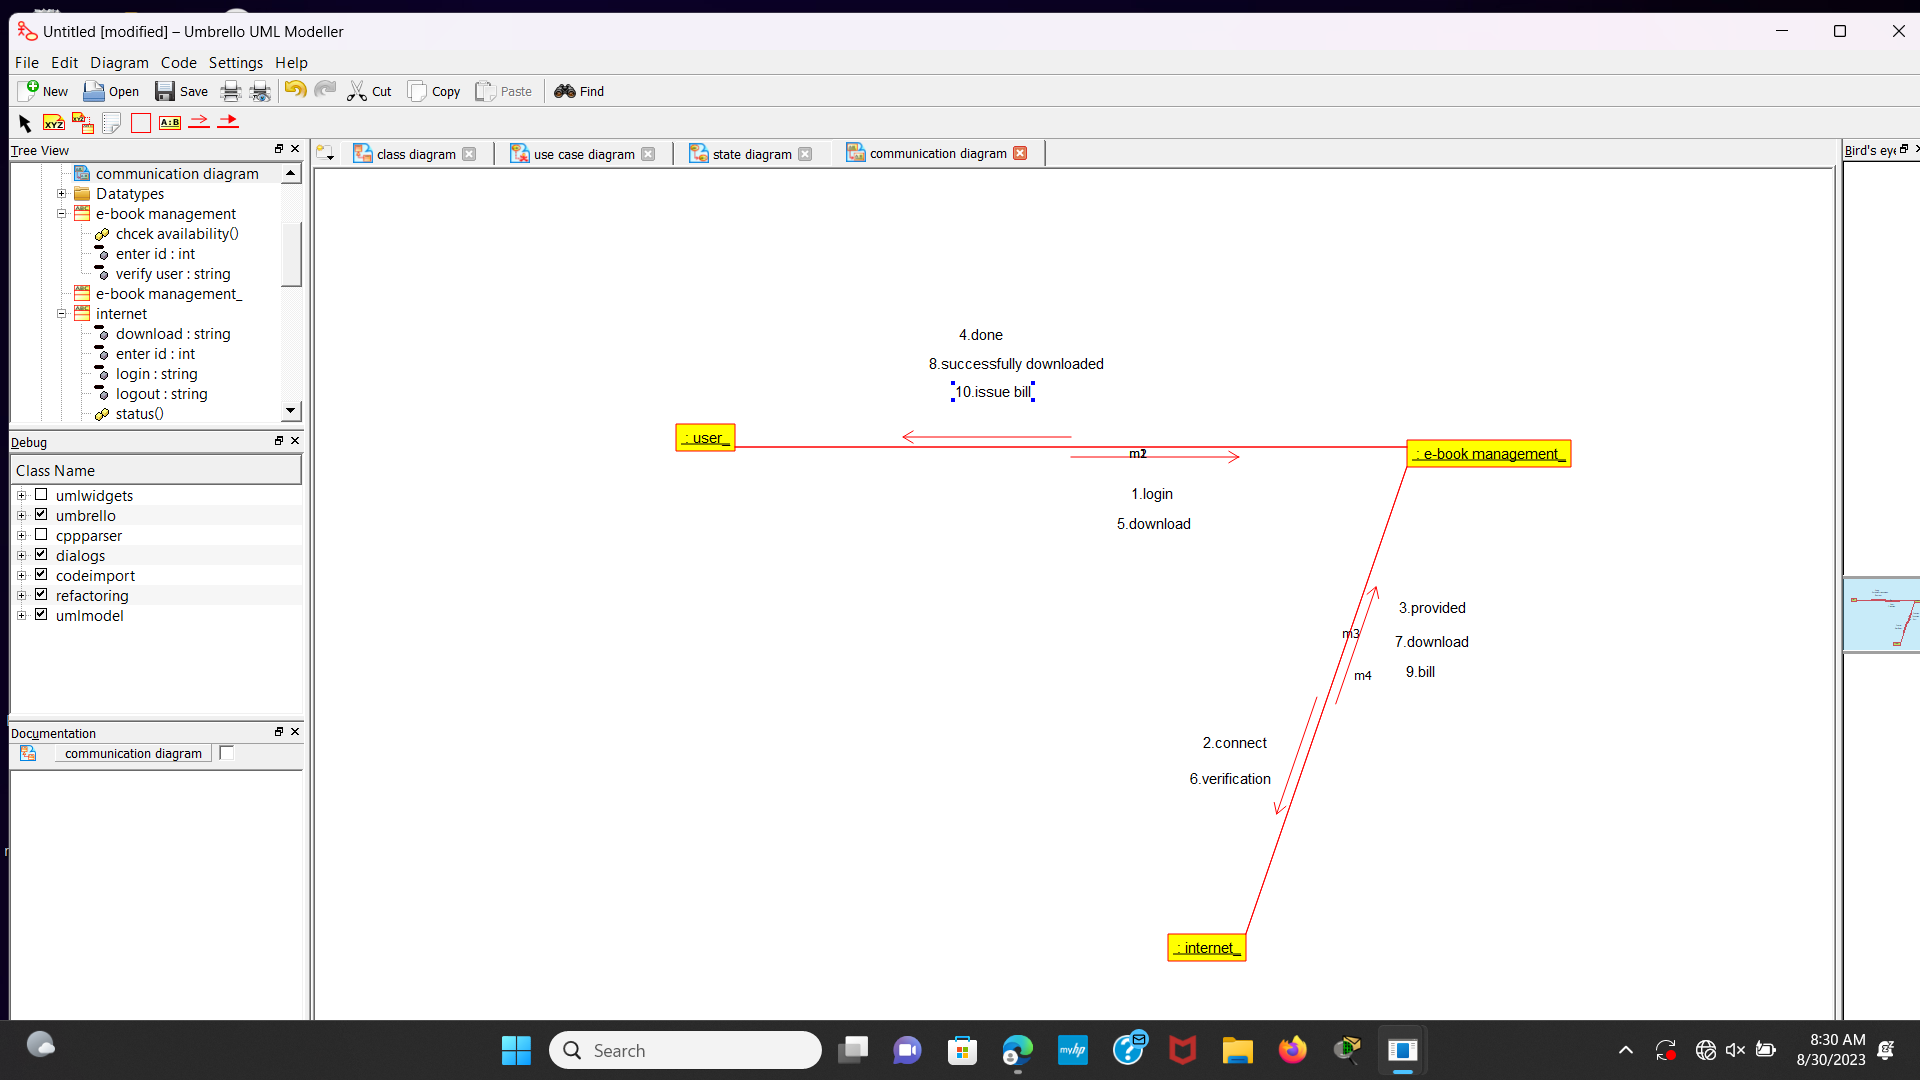 Untitled [modified] – Umbrello UML Modeller
File Edit Diagram Code Settings Help
New Open Save Cut Copy Paste Find
XYZ A:B
Tree View
class diagram use case diagram state diagram communication diagram
Bird's eye
communication diagram
Datatypes
e-book management
chcek availability()
enter id : int
verify user : string
e-book management_
internet
download : string
enter id : int
login : string
logout : string
status()
Debug
Class Name
umlwidgets
umbrello
cppparser
dialogs
codeimport
refactoring
umlmodel
Documentation
communication diagram
4.done
8.successfully downloaded
10.issue bill
: user_
: e-book management_
1.login
5.download
3.provided
m3
7.download
9.bill
m4
2.connect
6.verification
: internet_
Search
myhp
8:30 AM
8/30/2023